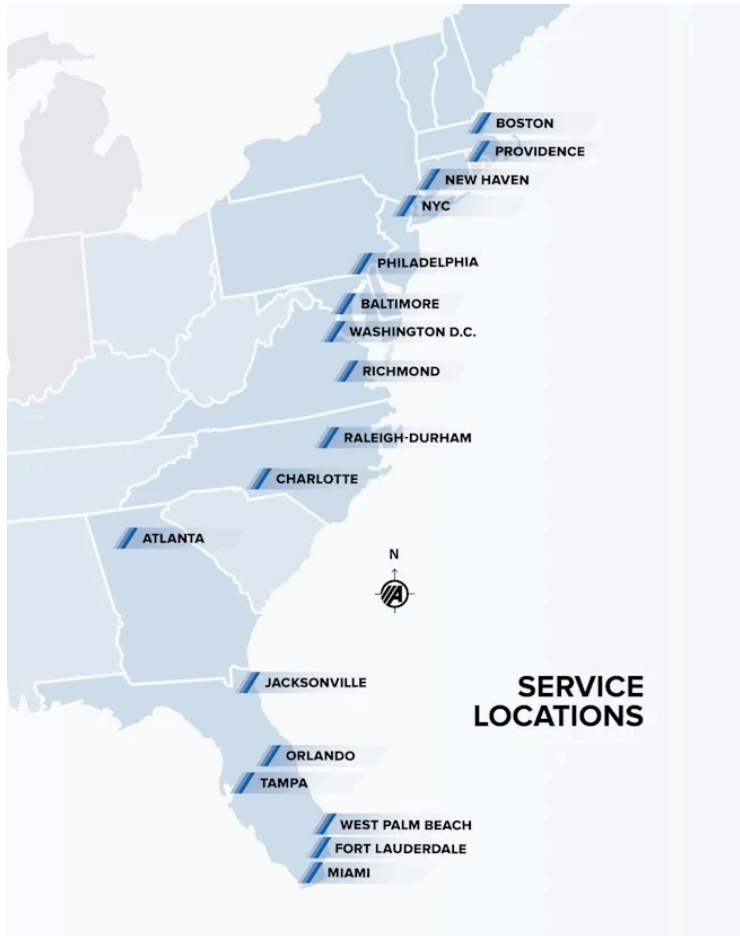 BOSTON
PROVIDENCE
NEW HAVEN
NYC
PHILADELPHIA
BALTIMORE
WASHINGTON D.C.
RICHMOND
RALEIGH-DURHAM
CHARLOTTE
ATLANTA
N
A
JACKSONVILLE
SERVICE
LOCATIONS
ORLANDO
TAMPA
WEST PALM BEACH
FORT LAUDERDALE
MIAMI